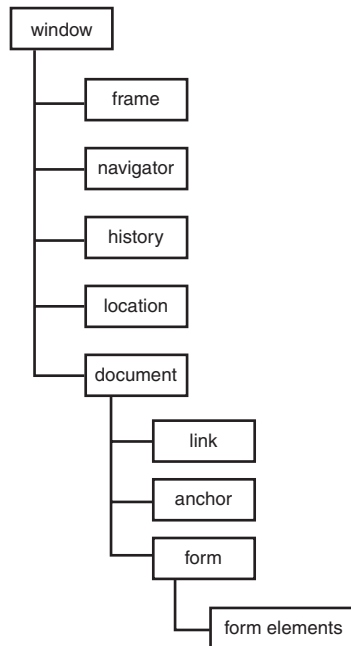 window
frame
navigator
history
location
document
link
anchor
form
form elements